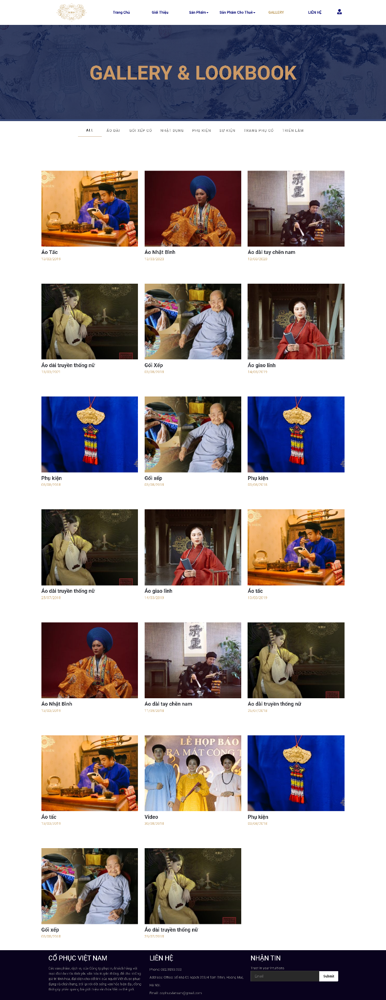 Trang Chủ
Giới Thiệu
Sản Phẩm
Sản Phẩm Cho Thuê
GALLERY
LIÊN HỆ
GALLERY & LOOKBOOK
ALL
ÁO DÀI
GỐI XẾP CỔ
NHẬT DỤNG
PHỤ KIỆN
SỰ KIỆN
TRANG PHỤ CỔ
TRIỂN LÃM
Áo Tấc
13/03/2019
Áo Nhật Bình
13/03/2020
Áo dài tay chẽn nam
13/03/2020
Áo dài truyền thống nữ
13/03/2021
Gối Xếp
03/08/2018
Áo giao lĩnh
14/03/2019
Phụ kiện
03/08/2018
Gối xếp
03/08/2018
Phụ kiện
03/08/2018
Áo dài truyền thống nữ
25/07/2018
Áo giao lĩnh
14/03/2019
Áo tấc
13/03/2019
Áo Nhật Bình
13/03/2019
Áo dài tay chẽn nam
11/09/2018
Áo dài truyền thống nữ
25/07/2018
LỄ HỌP BÁO
RA MẮT CÔNG T
Áo tấc
13/03/2019
Video
30/08/2018
Phụ kiện
03/08/2018
Gối xếp
03/08/2018
Áo dài truyền thống nữ
25/07/2018
CỔ PHỤC VIỆT NAM
Các sản phẩm, dịch vụ của Công ty phục vụ khách hàng với
mục đích lan tỏa tình yêu văn hóa truyền thống, để cho những
giá trị tinh hoa, đại diện cho cốt khí của người Việt được phục
dựng và chấn hưng, trở lại với đời sống văn hóa hiện đại, đồng
thời góp phần quảng bá giới thiệu văn hóa Việt ra thế giới.
LIÊN HỆ
Phone: 082.9093.933
Address: Office: số nhà 05 ngách 293/4 Tam Trinh, Hoàng Mai,
Hà Nội.
Email: cophucvietnam@gmail.com
NHẬN TIN
Trust in your intuitions
Email
Submit